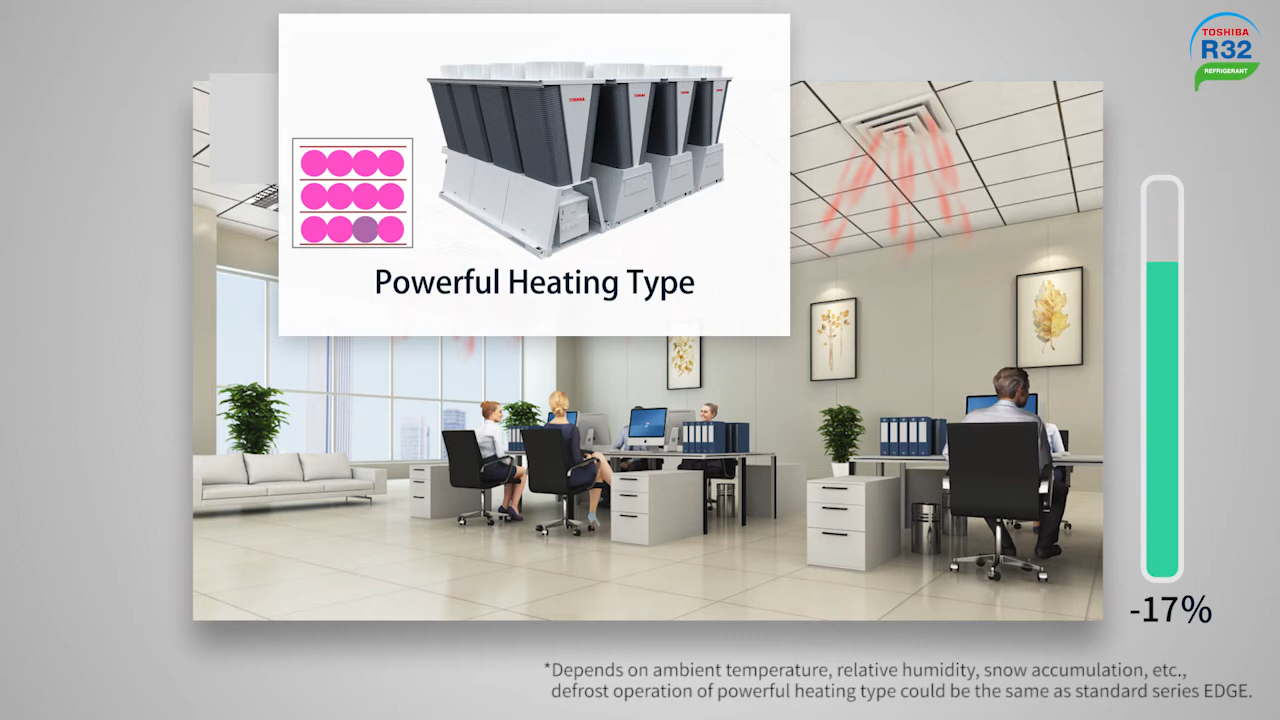 TOSHIBA
R32
REFRIGERANT
TOSHIBA
Powerful Heating Type
-17%
*Depends on ambient temperature, relative humidity, snow accumulation, etc.,
defrost operation of powerful heating type could be the same as standard series EDGE.